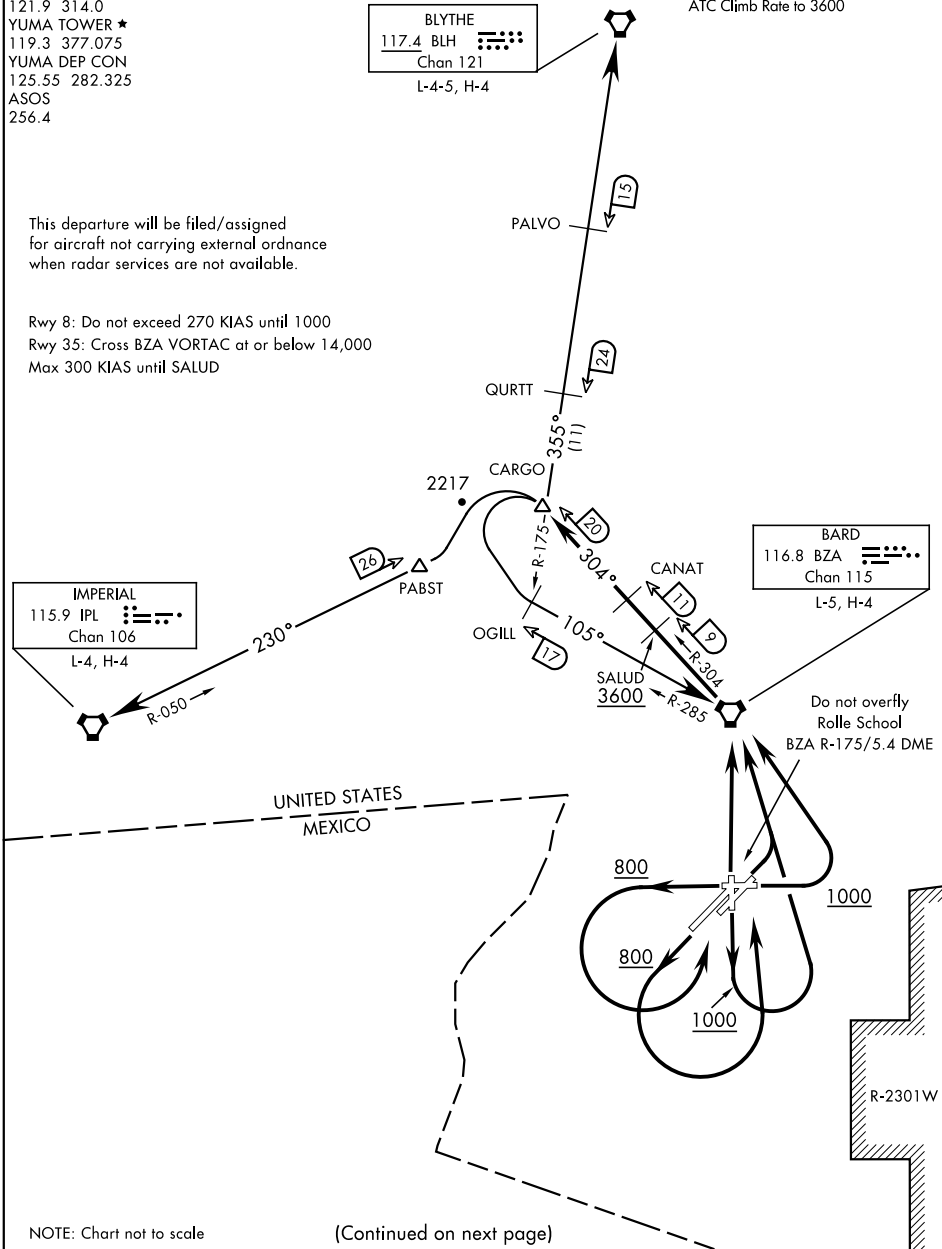 121.9 314.0
YUMA TOWER ★
119.3 377.075
YUMA DEP CON
125.55 282.325
ASOS
256.4
BLYTHE
117.4 BLH
Chan 121
L-4-5, H-4
ATC Climb Rate to 3600
This departure will be filed/assigned
for aircraft not carrying external ordnance
when radar services are not available.
Rwy 8: Do not exceed 270 KIAS until 1000
Rwy 35: Cross BZA VORTAC at or below 14,000
Max 300 KIAS until SALUD
15
PALVO
24
QURTT
355°
(11)
CARGO
2217
20
R-175
304°
26
PABST
CANAT
11
9
BARD
116.8 BZA
Chan 115
L-5, H-4
IMPERIAL
115.9 IPL
Chan 106
L-4, H-4
230°
R-050
OGILL
17
105°
SALUD
3600
R-304
R-285
Do not overfly
Rolle School
BZA R-175/5.4 DME
UNITED STATES
MEXICO
800
1000
800
1000
R-2301W
NOTE: Chart not to scale
(Continued on next page)